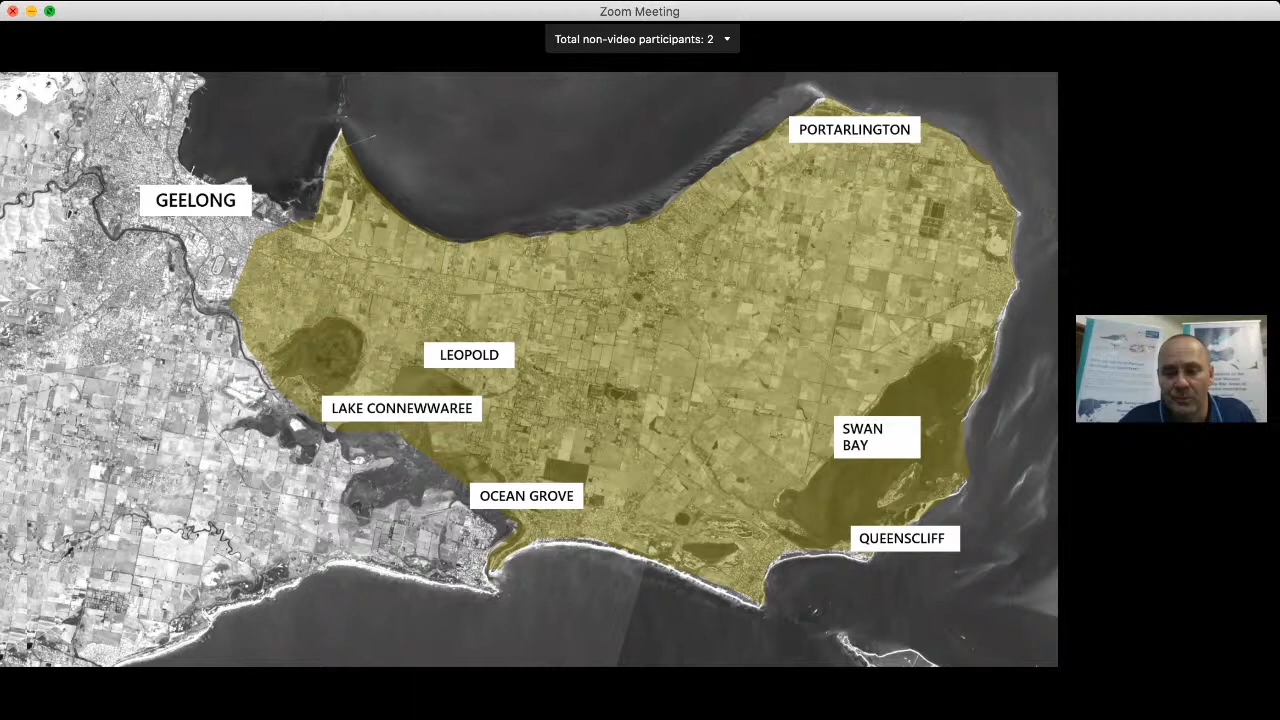 Zoom Meeting
Total non-video participants: 2
PORTARLINGTON
GEELONG
LEOPOLD
LAKE CONNEWWAREE
SWAN
BAY
OCEAN GROVE
QUEENSCLIFF